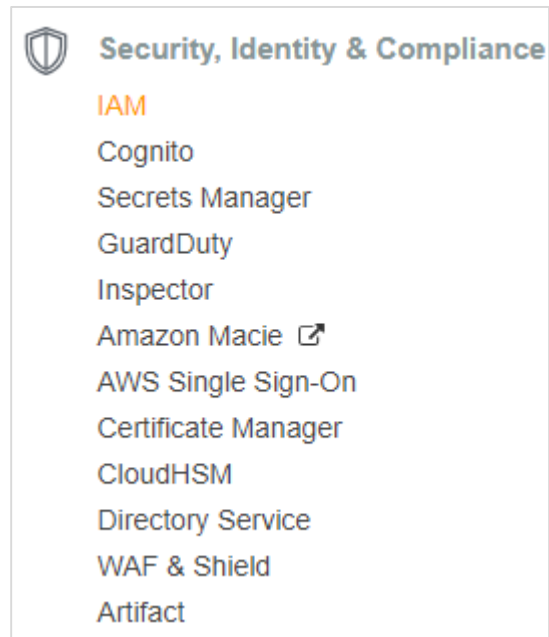 Security, Identity & Compliance
IAM
Cognito
Secrets Manager
GuardDuty
Inspector
Amazon Macie
AWS Single Sign-On
Certificate Manager
CloudHSM
Directory Service
WAF & Shield
Artifact